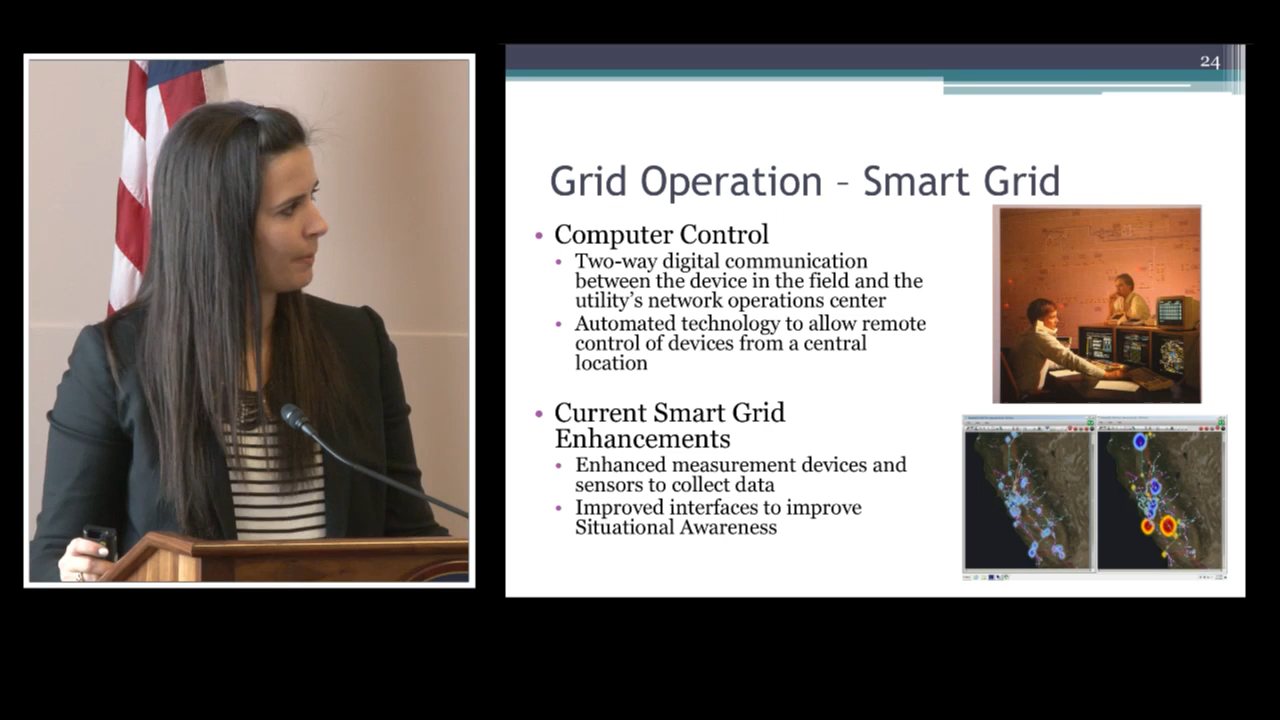 24
Grid Operation – Smart Grid
• Computer Control
• Two-way digital communication
between the device in the field and the
utility's network operations center
• Automated technology to allow remote
control of devices from a central
location
• Current Smart Grid
Enhancements
• Enhanced measurement devices and
sensors to collect data
• Improved interfaces to improve
Situational Awareness